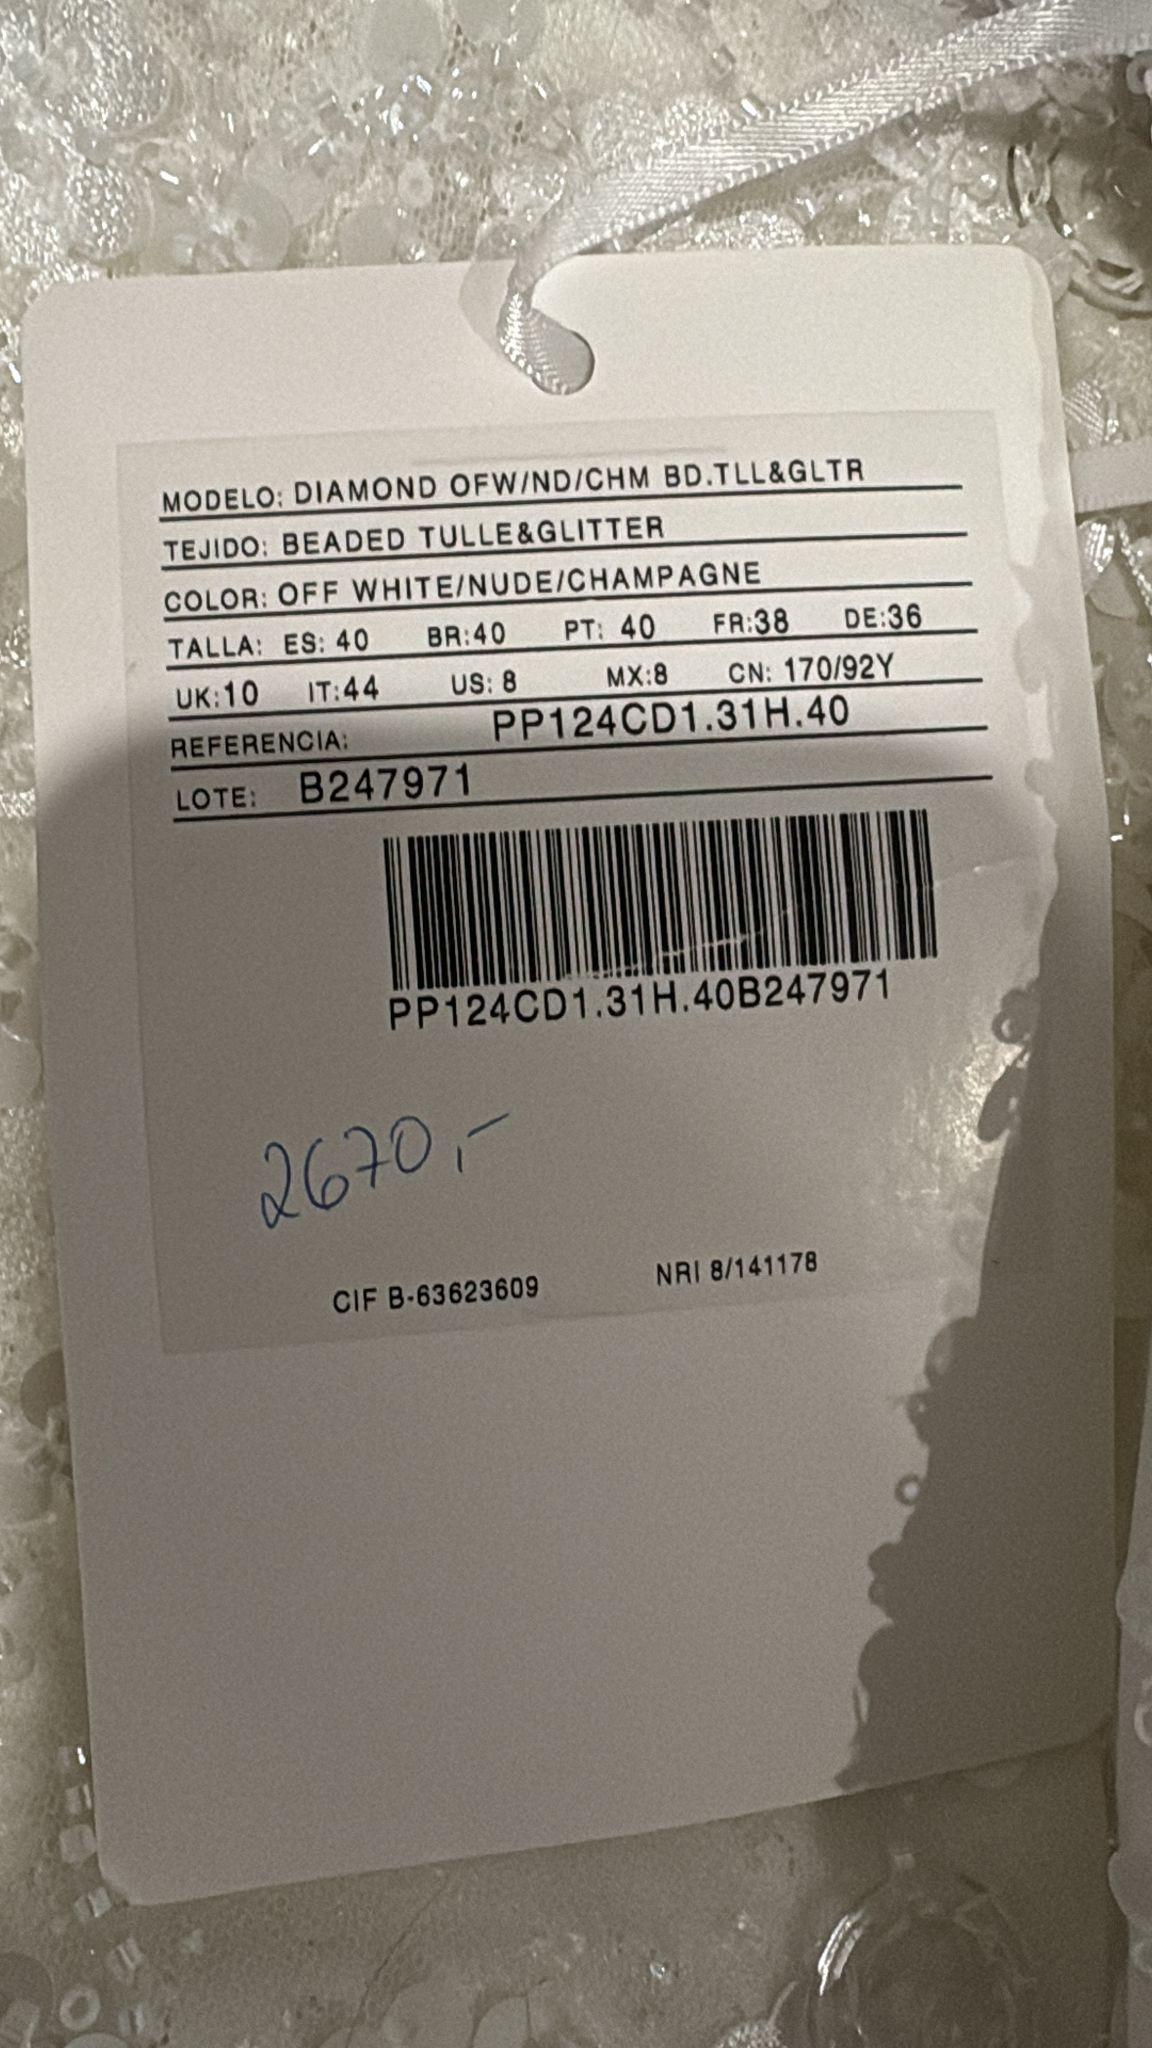 MODELO: DIAMOND OFW/ND/CHM BD.TLL&GLTR
TEJIDO: BEADED TULLE&GLITTER
COLOR: OFF WHITE/NUDE/CHAMPAGNE
TALLA: ES: 40 BR:40 PT: 40 FR:38 DE:36
UK:10 IT:44 US: 8 MX:8 CN: 170/92Y
REFERENCIA: PP124CD1.31H.40
LOTE: B247971
PP124CD1.31H.40B247971
2670,-
CIF B-63623609 NRI 8/141178